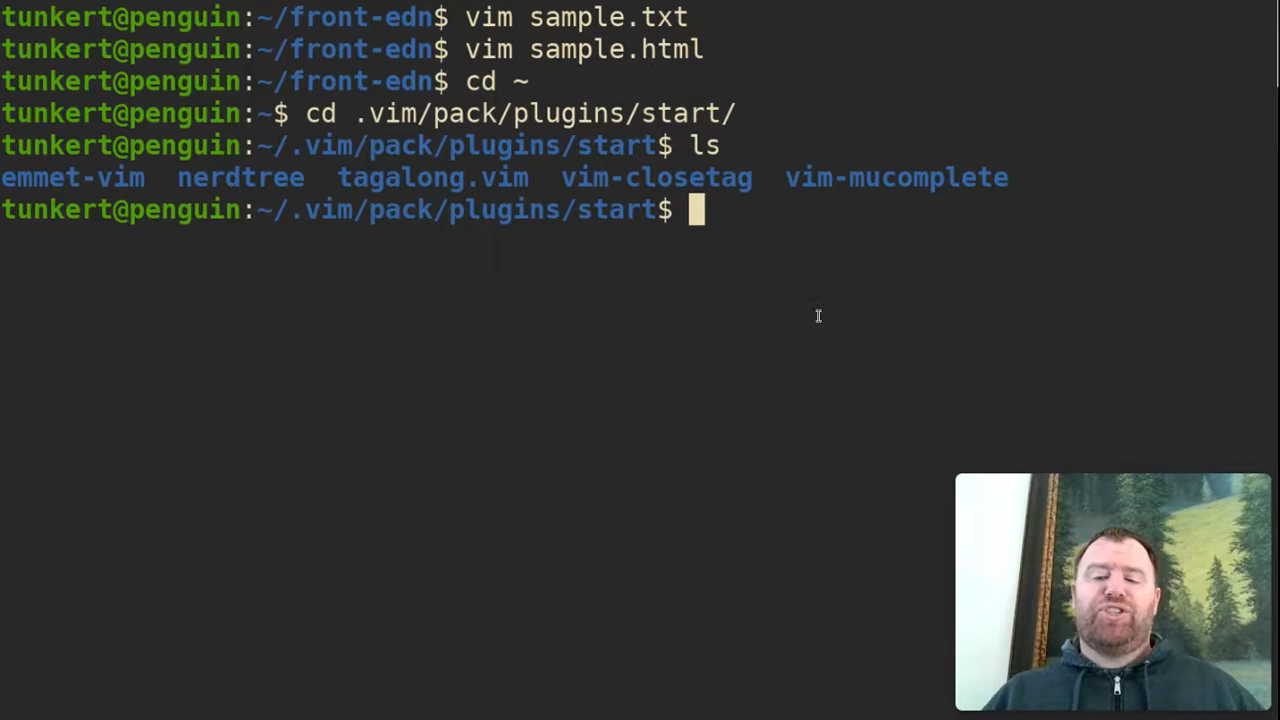 tunkert@penguin:~/front-edn$ vim sample.txt
tunkert@penguin:~/front-edn$ vim sample.html
tunkert@penguin:~/front-edn$ cd ~
tunkert@penguin:~$ cd .vim/pack/plugins/start/
tunkert@penguin:~/.vim/pack/plugins/start$ ls
emmet-vim  nerdtree  tagalong.vim  vim-closetag  vim-mucomplete
tunkert@penguin:~/.vim/pack/plugins/start$